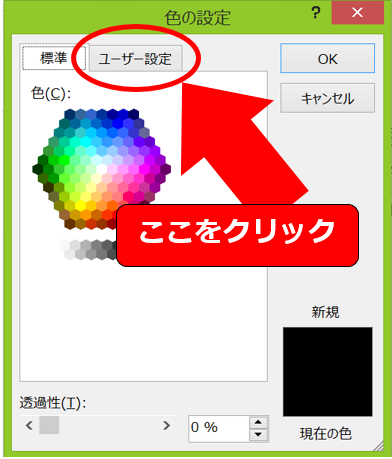 色の設定
? ×
標準
ユーザー設定
OK
キャンセル
色(C):
ここをクリック
新規
現在の色
透過性(T):
0 %